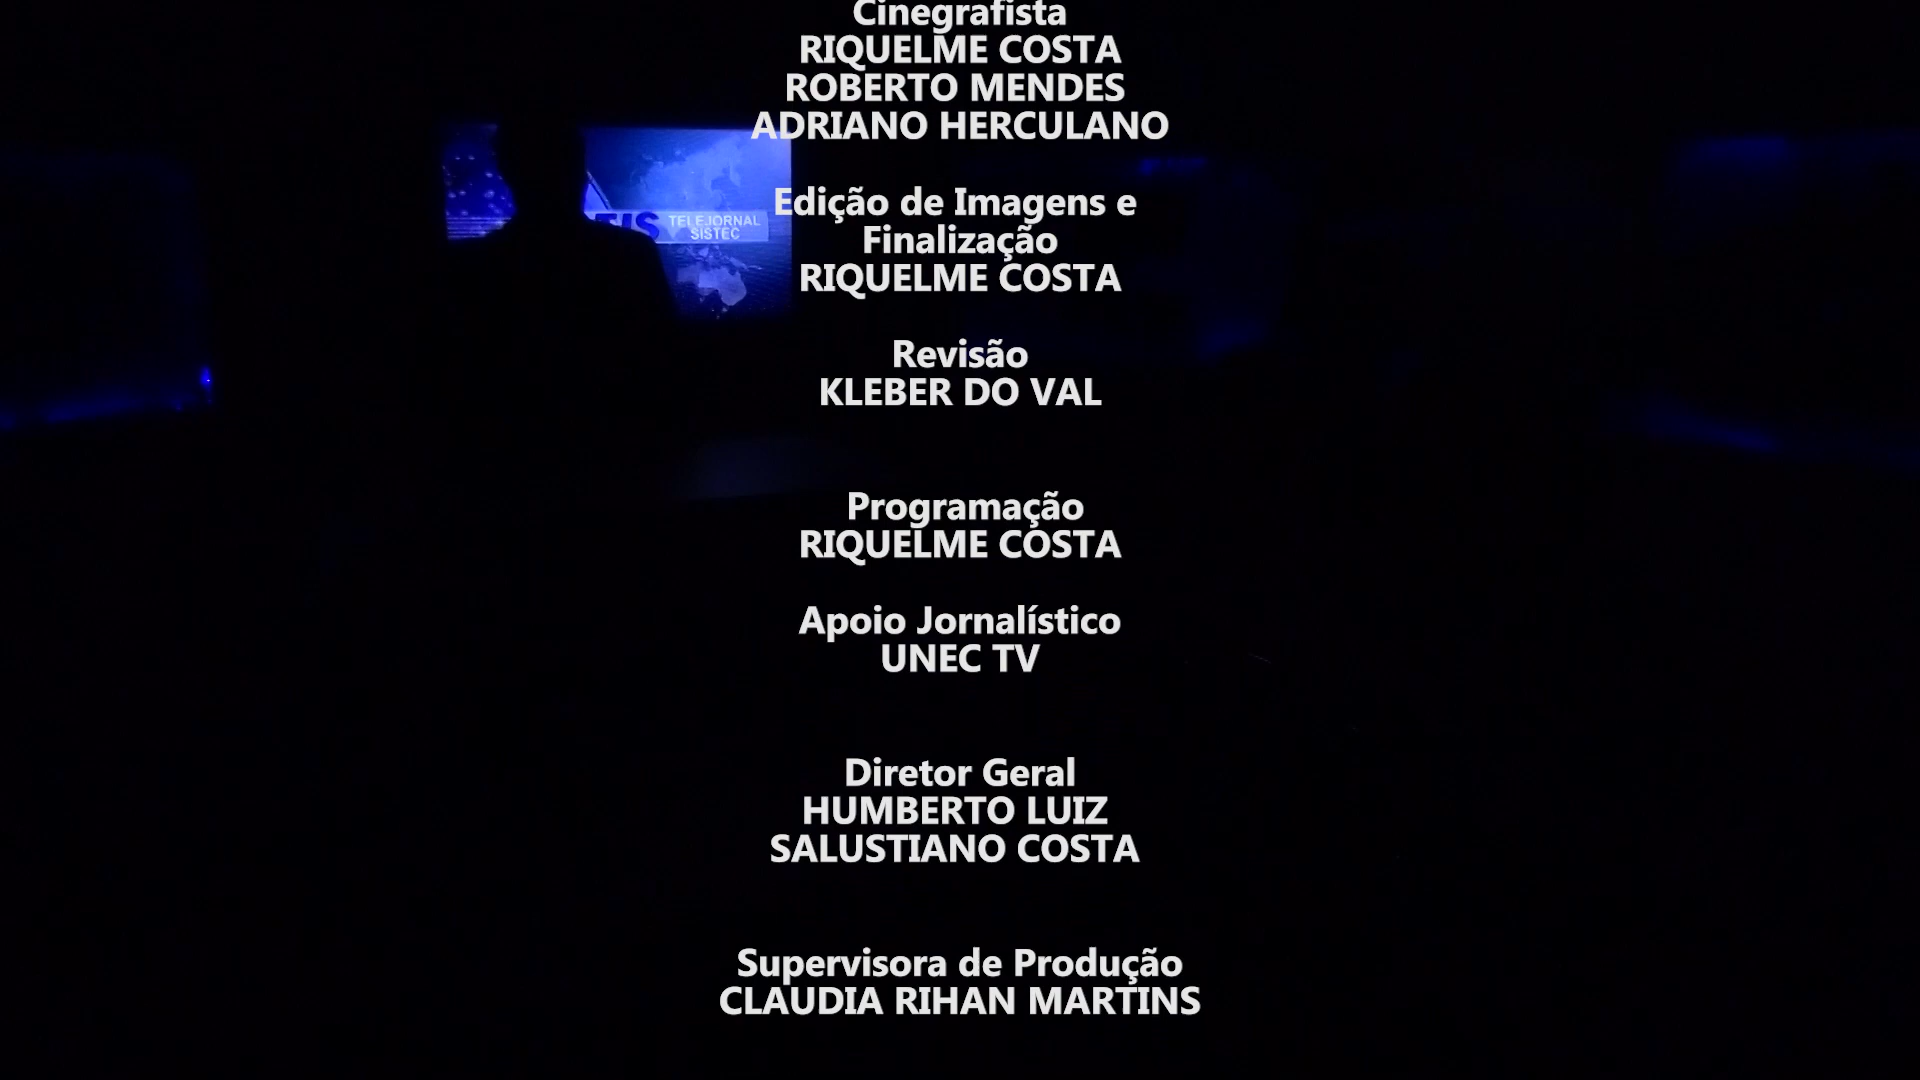 Cinegrafista
RIQUELME COSTA
ROBERTO MENDES
ADRIANO HERCULANO
Edição de Imagens e
Finalização
RIQUELME COSTA
TJS TELEJORNAL
SISTEC
Revisão
KLEBER DO VAL
Programação
RIQUELME COSTA
Apoio Jornalístico
UNEC TV
Diretor Geral
HUMBERTO LUIZ
SALUSTIANO COSTA
Supervisora de Produção
CLAUDIA RIHAN MARTINS